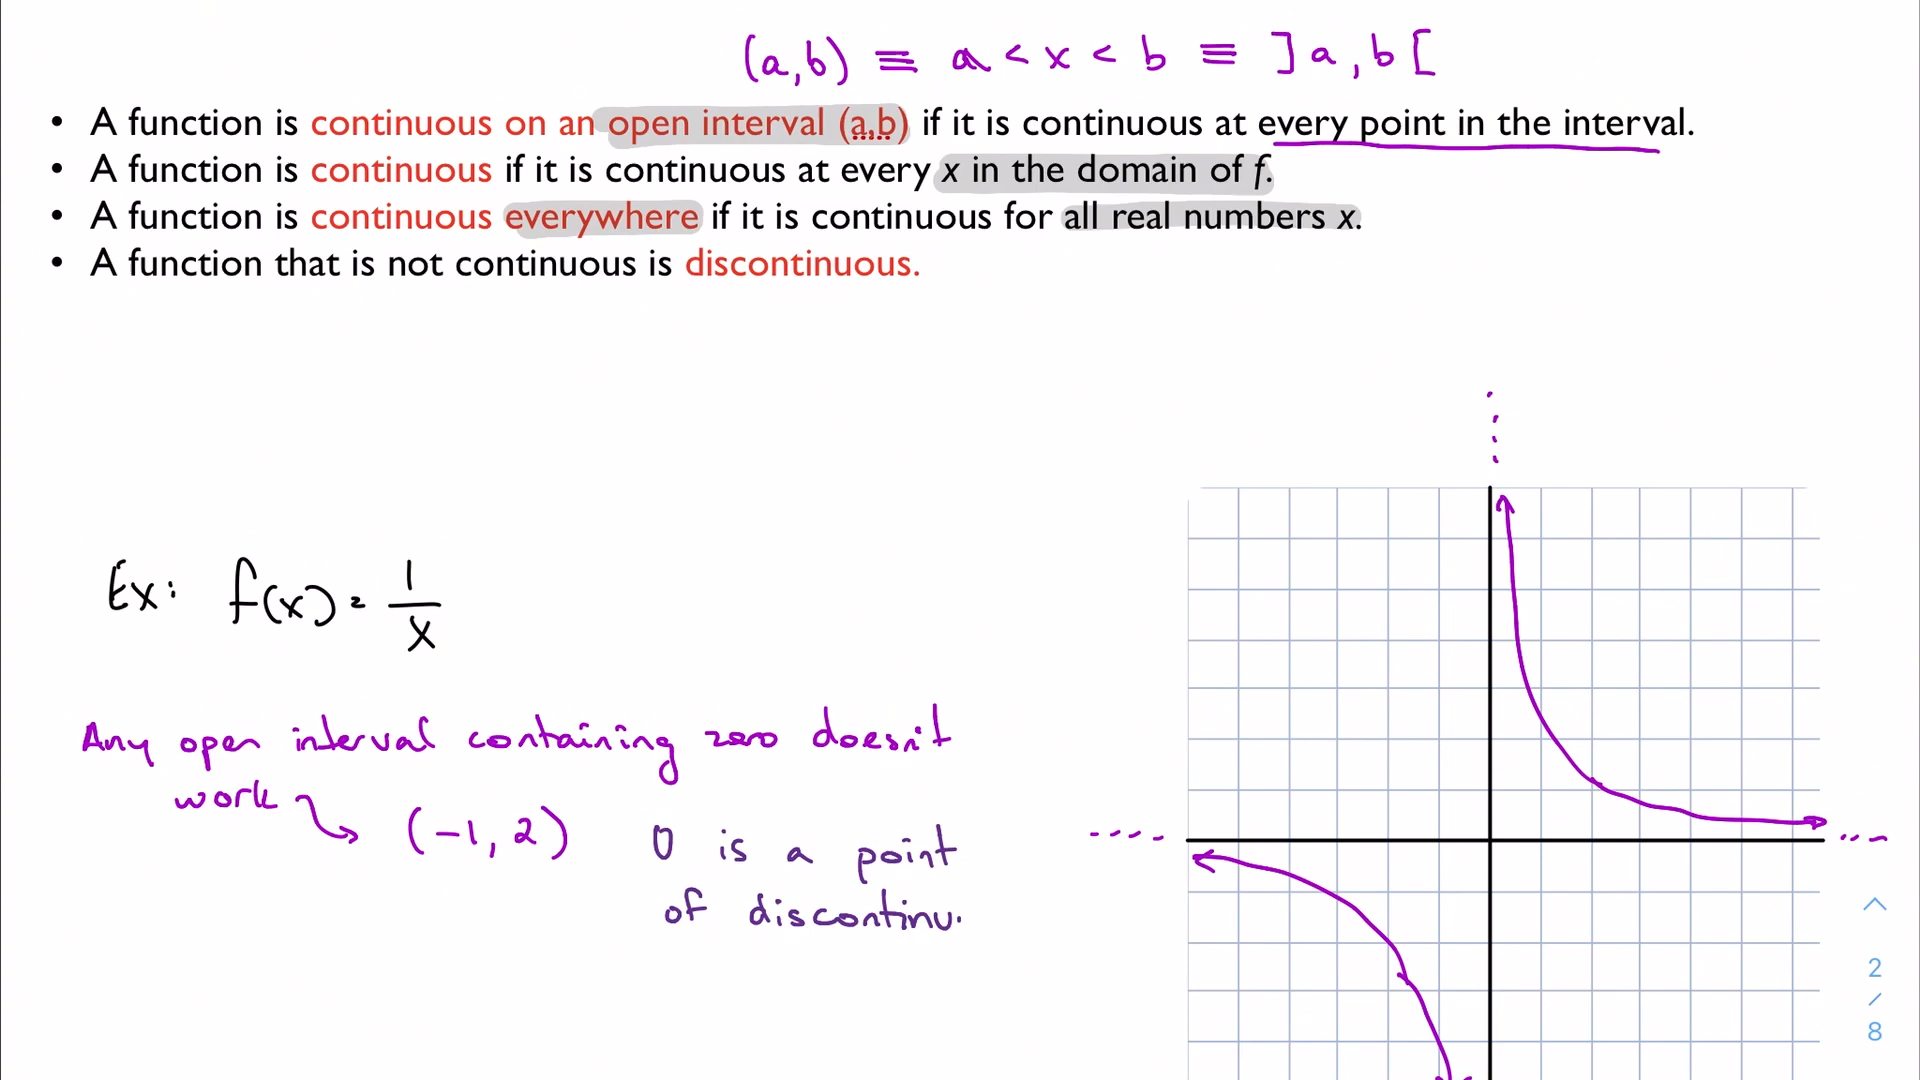 (a,b) ≡ a < x < b ≡ ]a,b[
• A function is continuous on an open interval (a,b) if it is continuous at every point in the interval.
• A function is continuous if it is continuous at every x in the domain of f.
• A function is continuous everywhere if it is continuous for all real numbers x.
• A function that is not continuous is discontinuous.
Ex: f(x) = 1/x
Any open interval containing zero doesn't
work (-1, 2)
0 is a point
of discontinu.
2
/
8